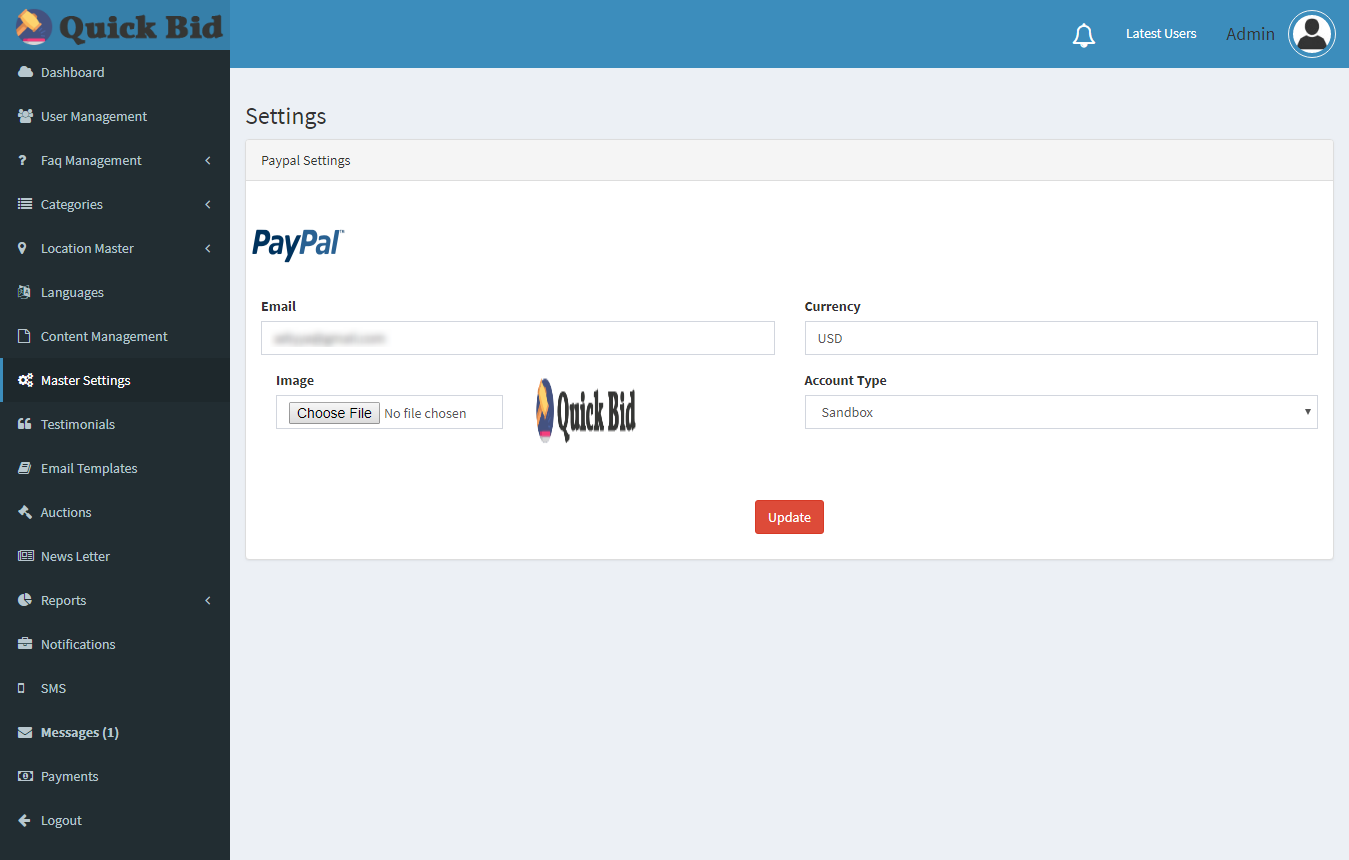 Quick Bid
Latest Users
Admin
Dashboard
User Management
Faq Management
Categories
Location Master
Languages
Content Management
Master Settings
Testimonials
Email Templates
Auctions
News Letter
Reports
Notifications
SMS
Messages (1)
Payments
Logout
Settings
Paypal Settings
PayPal™
Email
Currency
USD
Image
Choose File No file chosen
Quick Bid
Account Type
Sandbox
Update